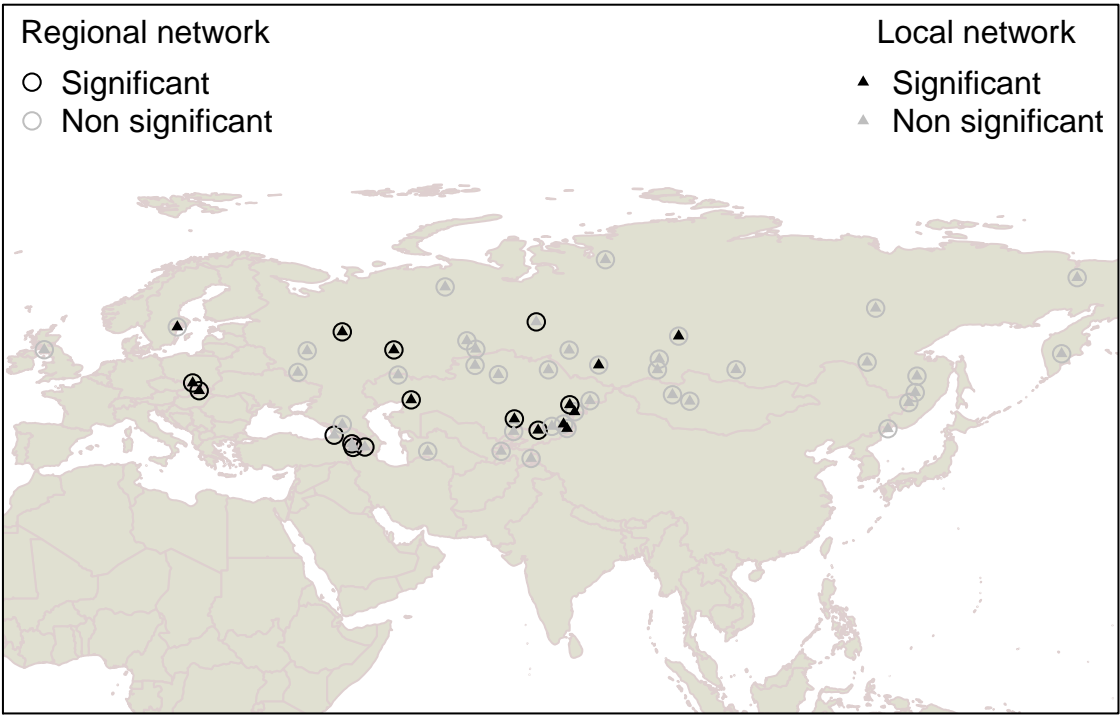 Regional network
Significant
Non significant
Local network
Significant
Non significant